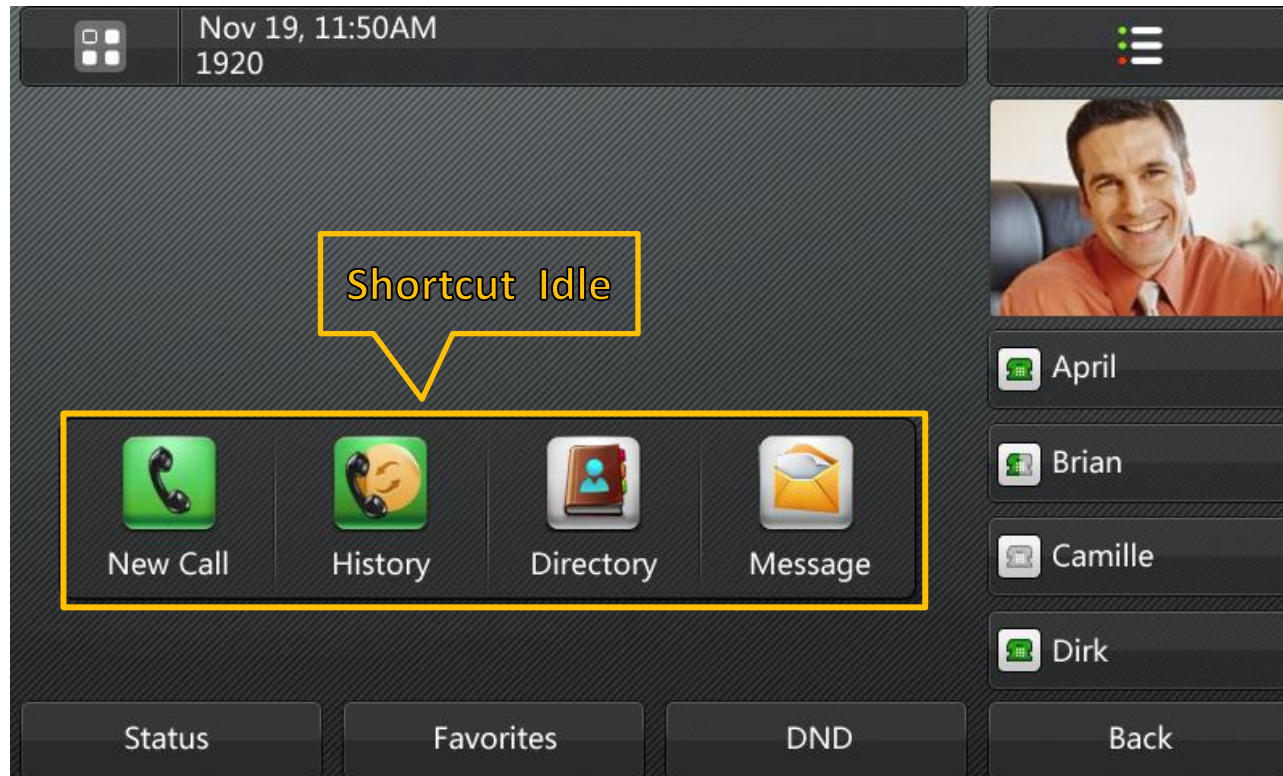 Nov 19, 11:50AM
1920
Shortcut Idle
New Call
History
Directory
Message
April
Brian
Camille
Dirk
Status
Favorites
DND
Back